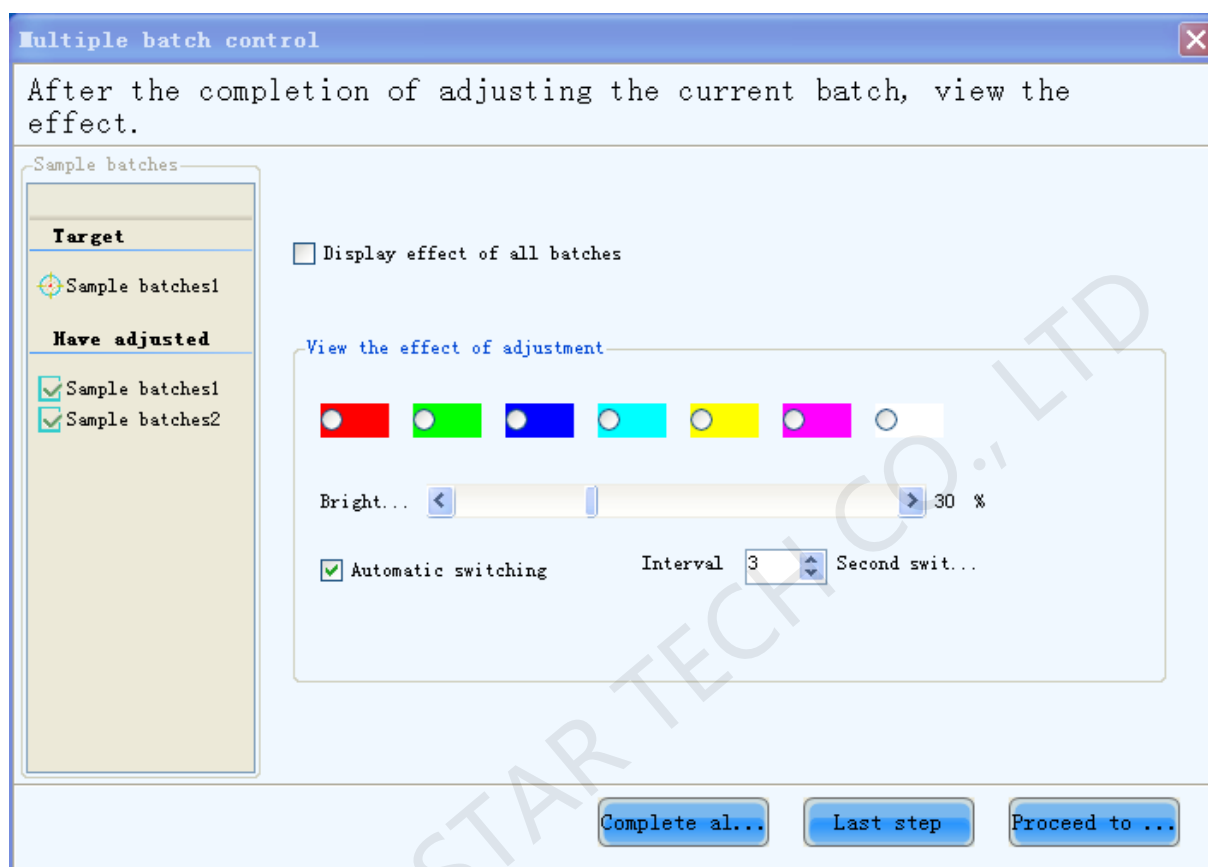 Multiple batch control
After the completion of adjusting the current batch, view the
effect.
Sample batches
Target
Sample batches1
Have adjusted
Sample batches1
Sample batches2
Display effect of all batches
View the effect of adjustment
Bright...
30 %
Automatic switching
Interval 3 Second swit...
Complete al...
Last step
Proceed to ...
STAR TECH CO., LTD